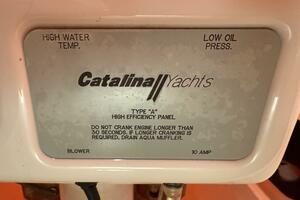 HIGH WATER TEMP.
LOW OIL PRESS.
Catalina Yachts
TYPE "A"
HIGH EFFICIENCY PANEL
DO NOT CRANK ENGINE LONGER THAN
30 SECONDS. IF LONGER CRANKING IS
REQUIRED, DRAIN AQUA MUFFLER.
BLOWER
10 AMP